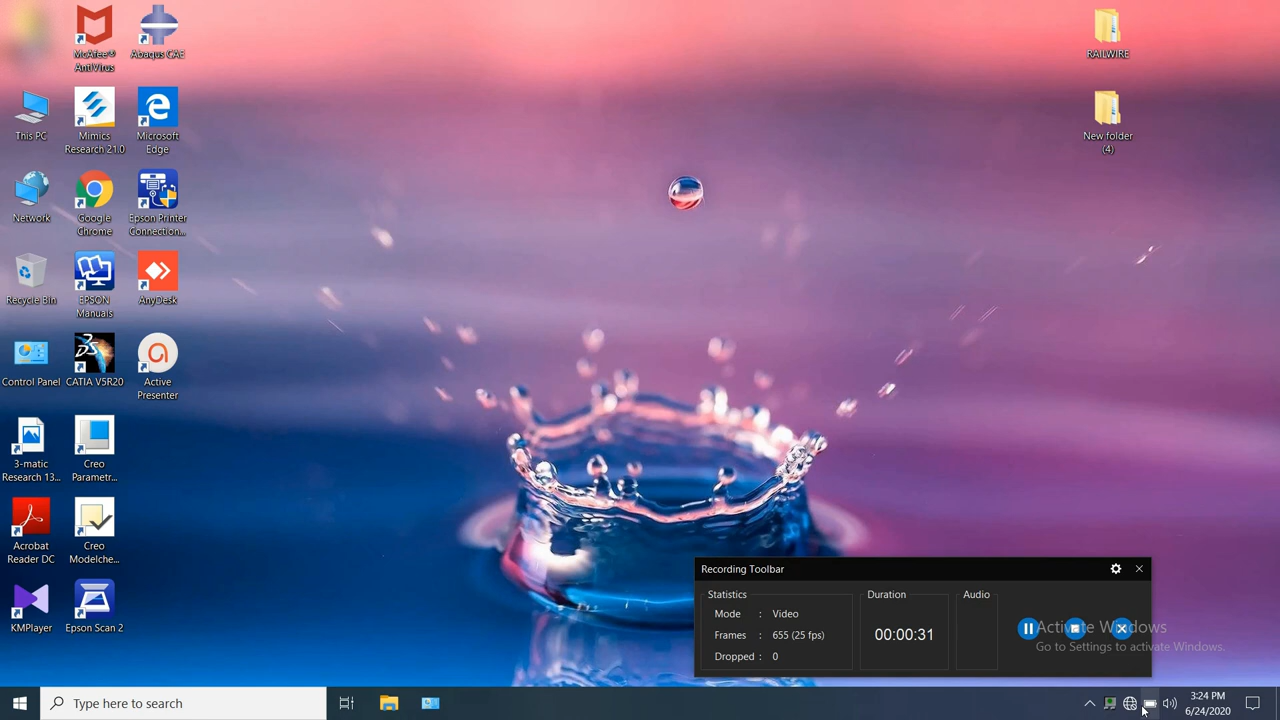 McAfee®
AntiVirus
Abaqus CAE
This PC
Mimics
Research 21.0
Microsoft
Edge
Network
Google
Chrome
Epson Printer
Connection...
Recycle Bin
EPSON
Manuals
AnyDesk
Control Panel
CATIA V5R20
Active
Presenter
3-matic
Research 13...
Creo
Parametr...
Acrobat
Reader DC
Creo
Modelche...
KMPlayer
Epson Scan 2
RAILWIRE
New folder
(4)
Recording Toolbar
Statistics
Mode : Video
Frames : 655 (25 fps)
Dropped : 0
Duration
00:00:31
Audio
Activate Windows
Go to Settings to activate Windows.
Type here to search
3:24 PM
6/24/2020